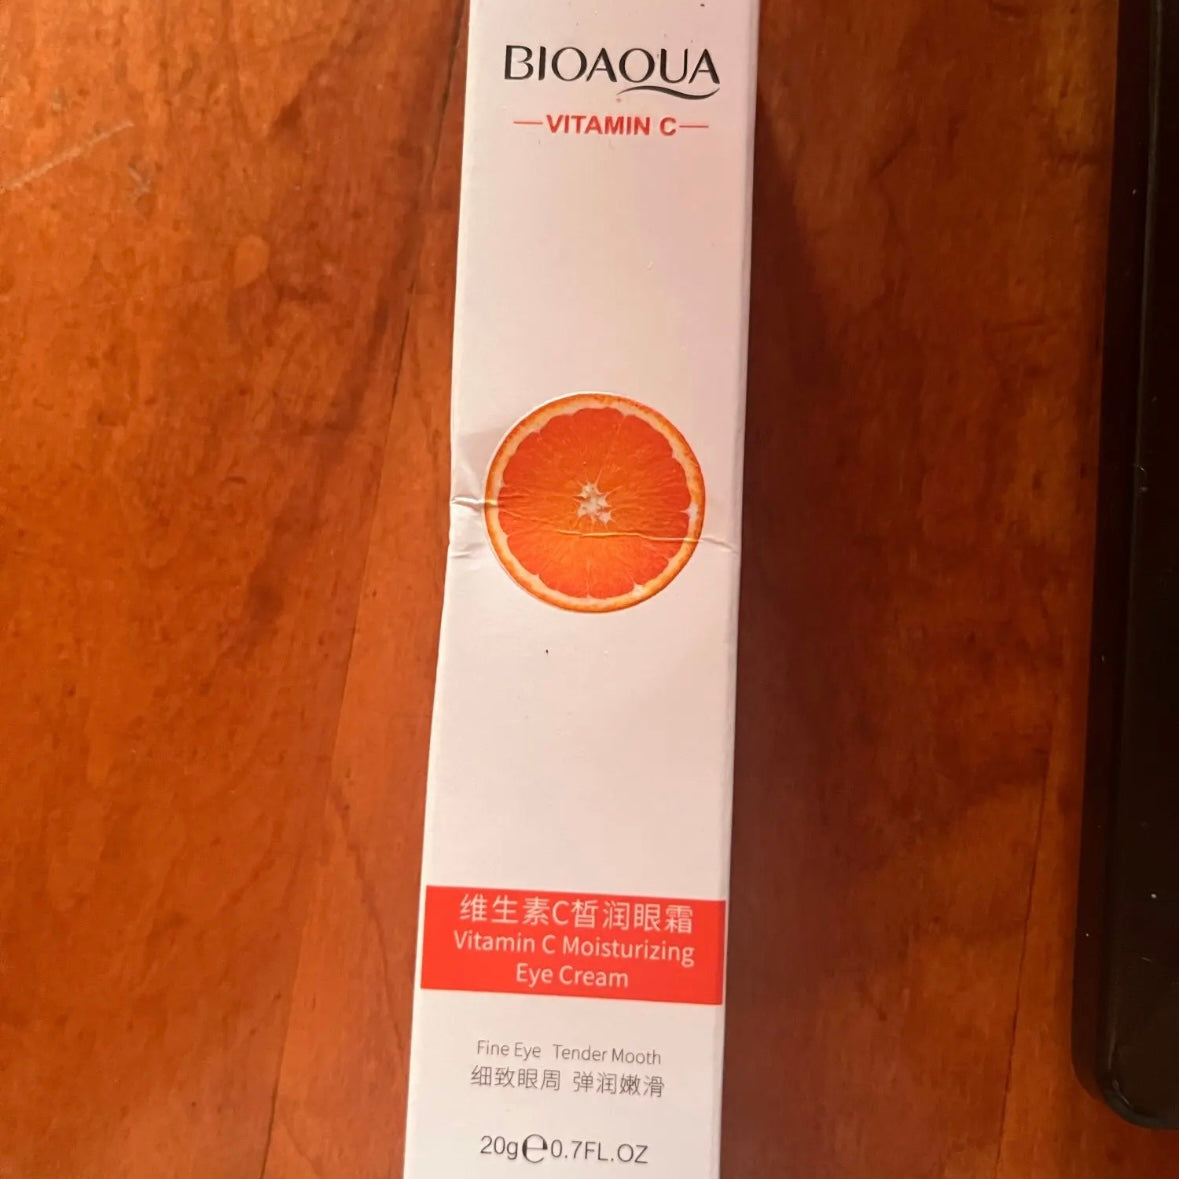 BIOAQUA
VITAMIN C
维生素C皙润眼霜
Vitamin C Moisturizing
Eye Cream
Fine Eye Tender Mooth
细致眼周 弹润嫩滑
20g℮0.7FL.OZ